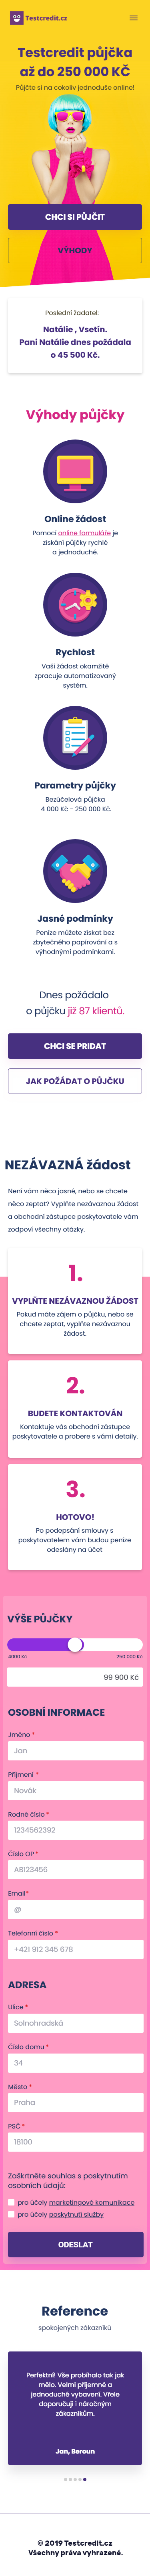 Testcredit.cz
Testcredit půjčka
až do 250 000 KČ
Půjčte si na cokoliv jednoduše online!
CHCI SI PŮJČIT
VÝHODY
Poslední žadatel:
Natálie , Vsetín.
Pani Natálie dnes požádala
o 45 500 Kč.
Výhody půjčky
Online žádost
Pomocí online formuláře je
získání půjčky rychlé
a jednoduché.
Rychlost
Vaši žádost okamžitě
zpracuje automatizovaný
systém.
Parametry půjčky
Bezúčelová půjčka
4 000 Kč - 250 000 Kč.
Jasné podmínky
Peníze můžete získat bez
zbytečného papírování a s
výhodnými podmínkami.
Dnes požádalo
o půjčku již 87 klientů.
CHCI SE PRIDAT
JAK POŽÁDAT O PŮJČKU
NEZÁVAZNÁ žádost
Není vám něco jasné, nebo se chcete
něco zeptat? Vyplňte nezávaznou žádost
a obchodní zástupce poskytovatele vám
zodpoví všechny otázky.
1.
VYPLŇTE NEZÁVAZNOU ŽÁDOST
Pokud máte zájem o půjčku, nebo se
chcete zeptat, vyplňte nezávaznou
žádost.
2.
BUDETE KONTAKTOVÁN
Kontaktuje vás obchodní zástupce
poskytovatele a probere s vámi detaily.
3.
HOTOVO!
Po podepsání smlouvy s
poskytovatelem vám budou peníze
odeslány na účet
VÝŠE PŮJČKY
4000 Kč 250 000 Kč
99 900 Kč
OSOBNÍ INFORMACE
Jméno *
Jan
Příjmení *
Novák
Rodné číslo *
1234562392
Číslo OP *
AB123456
Email*
@
Telefonní číslo *
+421 912 345 678
ADRESA
Ulice *
Solnohradská
Číslo domu *
34
Město *
Praha
PSČ *
18100
Zaškrtněte souhlas s poskytnutím
osobních údajů:
pro účely marketingové komunikace
pro účely poskytnutí služby
ODESLAT
Reference
spokojených zákazníků
Perfektní! Vše probíhalo tak jak
mělo. Velmi příjemné a
jednoduché vybavení. Vřele
doporučuji i náročným
zákazníkům.
Jan, Beroun
© 2019 Testcredit.cz
Všechny práva vyhrazené.